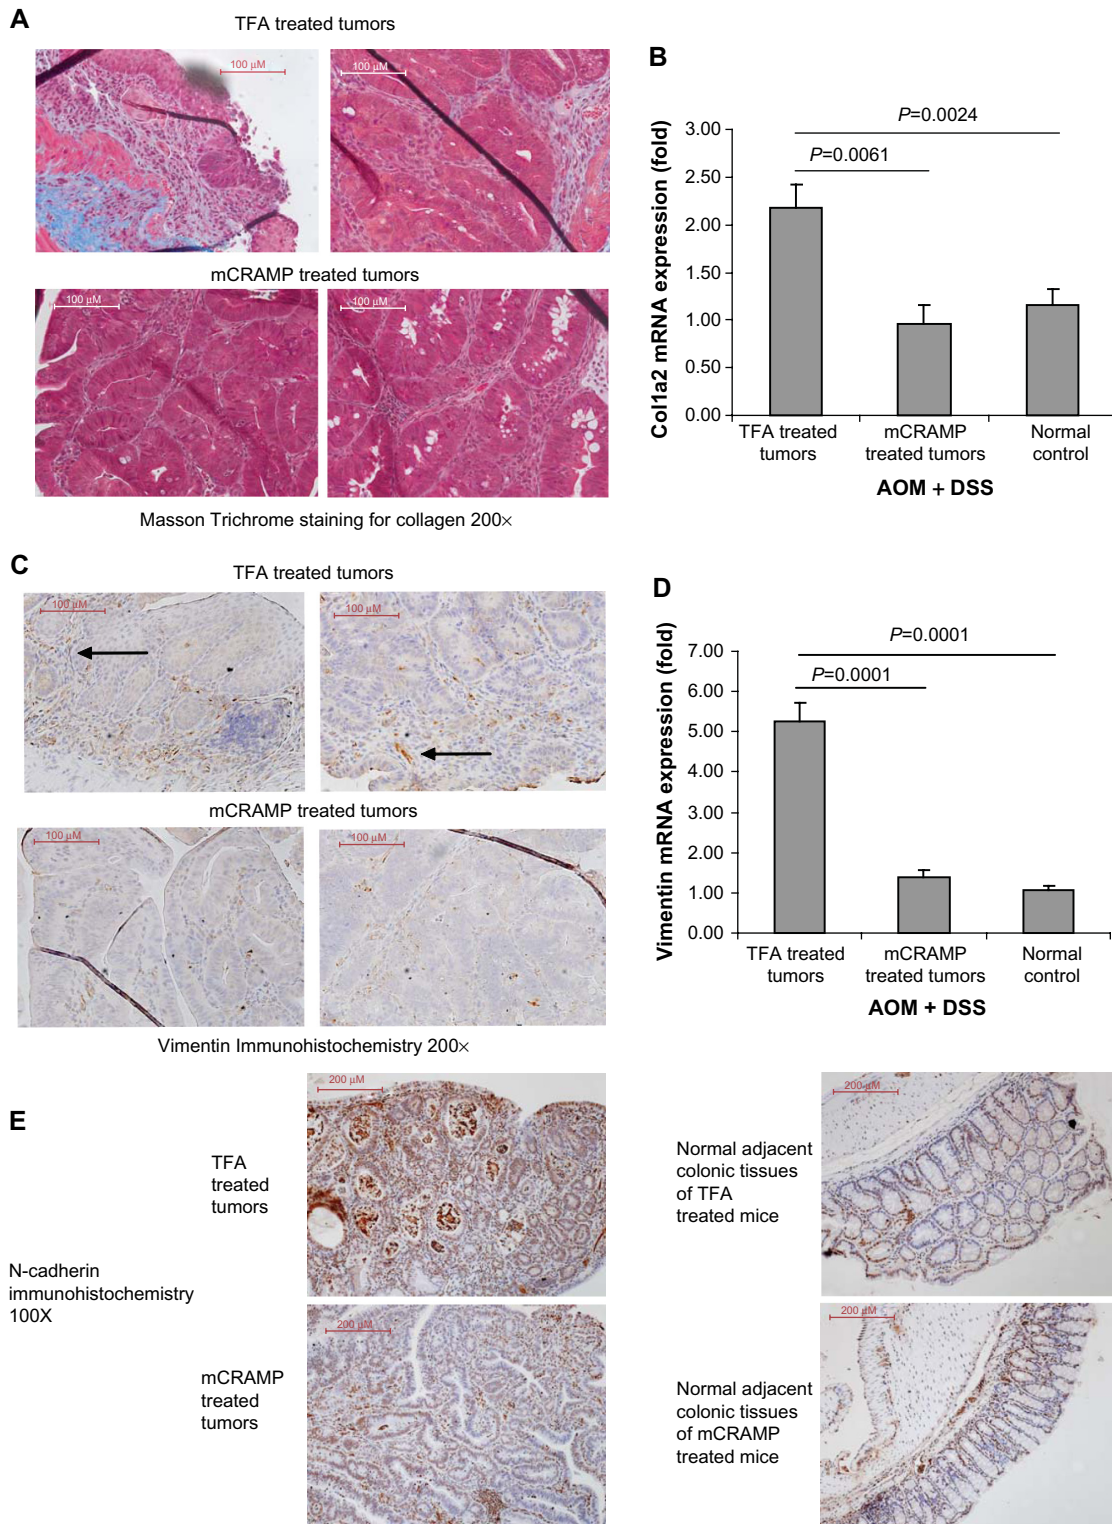 A
TFA treated tumors
100 µM
100 µM
mCRAMP treated tumors
100 µM
100 µM
Masson Trichrome staining for collagen 200×
B
Col1a2 mRNA expression (fold)
3.00
2.50
2.00
1.50
1.00
0.50
0.00
P=0.0024
P=0.0061
TFA treated
tumors
mCRAMP
treated tumors
Normal
control
AOM + DSS
C
TFA treated tumors
100 µM
100 µM
mCRAMP treated tumors
100 µM
100 µM
Vimentin Immunohistochemistry 200×
D
Vimentin mRNA expression (fold)
7.00
6.00
5.00
4.00
3.00
2.00
1.00
0.00
P=0.0001
P=0.0001
TFA treated
tumors
mCRAMP
treated tumors
Normal
control
AOM + DSS
E
N-cadherin
immunohistochemistry
100X
TFA
treated
tumors
200 µM
mCRAMP
treated
tumors
200 µM
Normal adjacent
colonic tissues
of TFA
treated mice
200 µM
Normal adjacent
colonic tissues
of mCRAMP
treated mice
200 µM